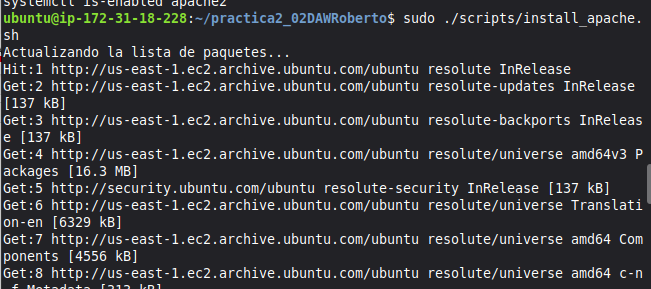 systemctl is-enabled apache2
ubuntu@ip-172-31-18-228:~/practica2_02DAWRoberto$ sudo ./scripts/install_apache.
sh
Actualizando la lista de paquetes...
Hit:1 http://us-east-1.ec2.archive.ubuntu.com/ubuntu resolute InRelease
Get:2 http://us-east-1.ec2.archive.ubuntu.com/ubuntu resolute-updates InRelease
[137 kB]
Get:3 http://us-east-1.ec2.archive.ubuntu.com/ubuntu resolute-backports InReleas
e [137 kB]
Get:4 http://us-east-1.ec2.archive.ubuntu.com/ubuntu resolute/universe amd64v3 P
ackages [16.3 MB]
Get:5 http://security.ubuntu.com/ubuntu resolute-security InRelease [137 kB]
Get:6 http://us-east-1.ec2.archive.ubuntu.com/ubuntu resolute/universe Translati
on-en [6329 kB]
Get:7 http://us-east-1.ec2.archive.ubuntu.com/ubuntu resolute/universe amd64 Com
ponents [4556 kB]
Get:8 http://us-east-1.ec2.archive.ubuntu.com/ubuntu resolute/universe amd64 c-n
-f Metadata [313 kB]